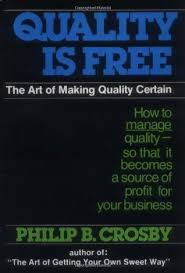 QUALITY
IS FREE
The Art of Making Quality Certain
How to
manage
quality—
so that it
becomes
a source of
profit for
your business
PHILIP B. CROSBY
author of:
"The Art of Getting Your Own Sweet Way"